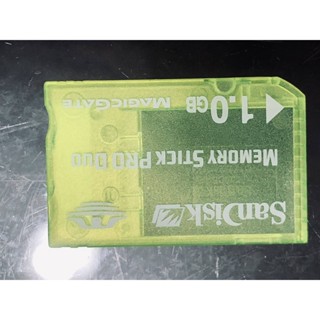 SanDisk
MEMORY STICK PRO DUO
1.0GB MAGICGATE